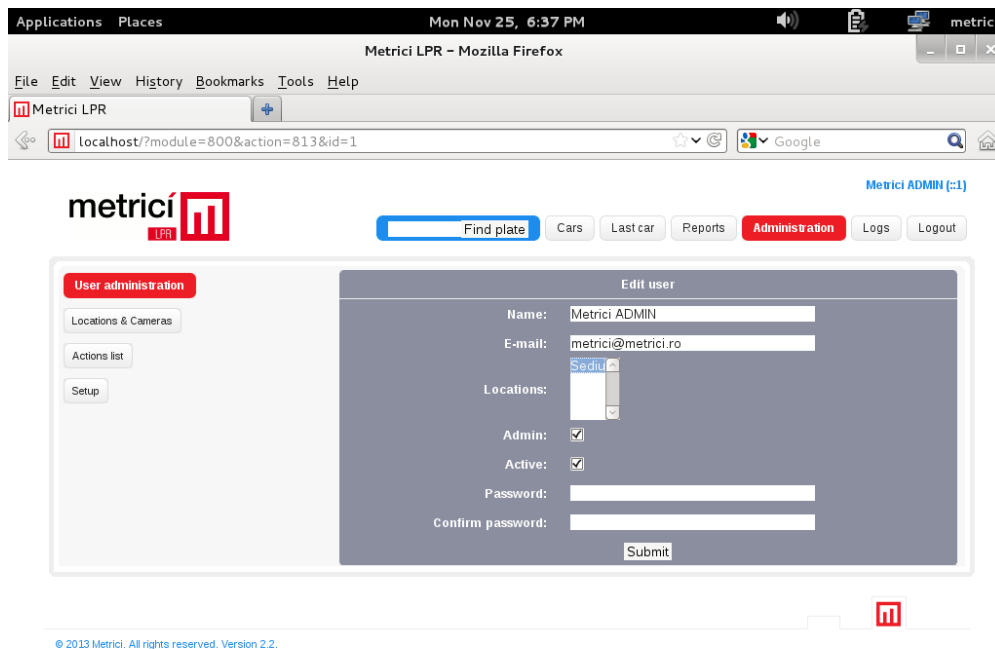 Applications Places Mon Nov 25, 6:37 PM metric
Metrici LPR – Mozilla Firefox
File Edit View History Bookmarks Tools Help
Metrici LPR
localhost/?module=800&action=813&id=1 Google
Metrici ADMIN (::1)
metricí
LPR
Find plate Cars Last car Reports Administration Logs Logout
User administration
Locations & Cameras
Actions list
Setup
Edit user
Name: Metrici ADMIN
E-mail: metrici@metrici.ro
Locations: Sediu
Admin:
Active:
Password:
Confirm password:
Submit
© 2013 Metrici. All rights reserved. Version 2.2.